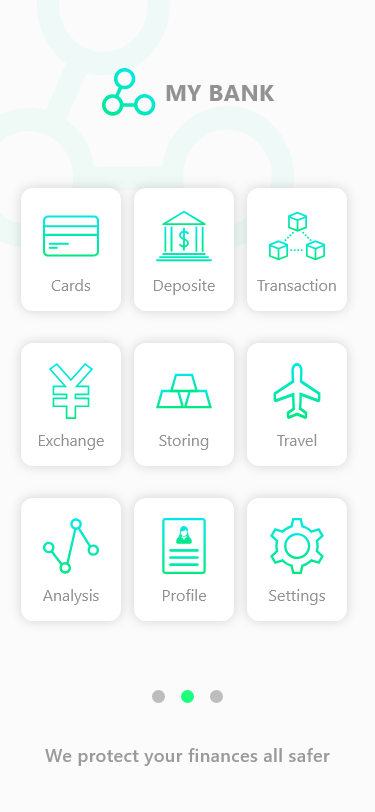 MY BANK
Cards
Deposite
Transaction
Exchange
Storing
Travel
Analysis
Profile
Settings
We protect your finances all safer